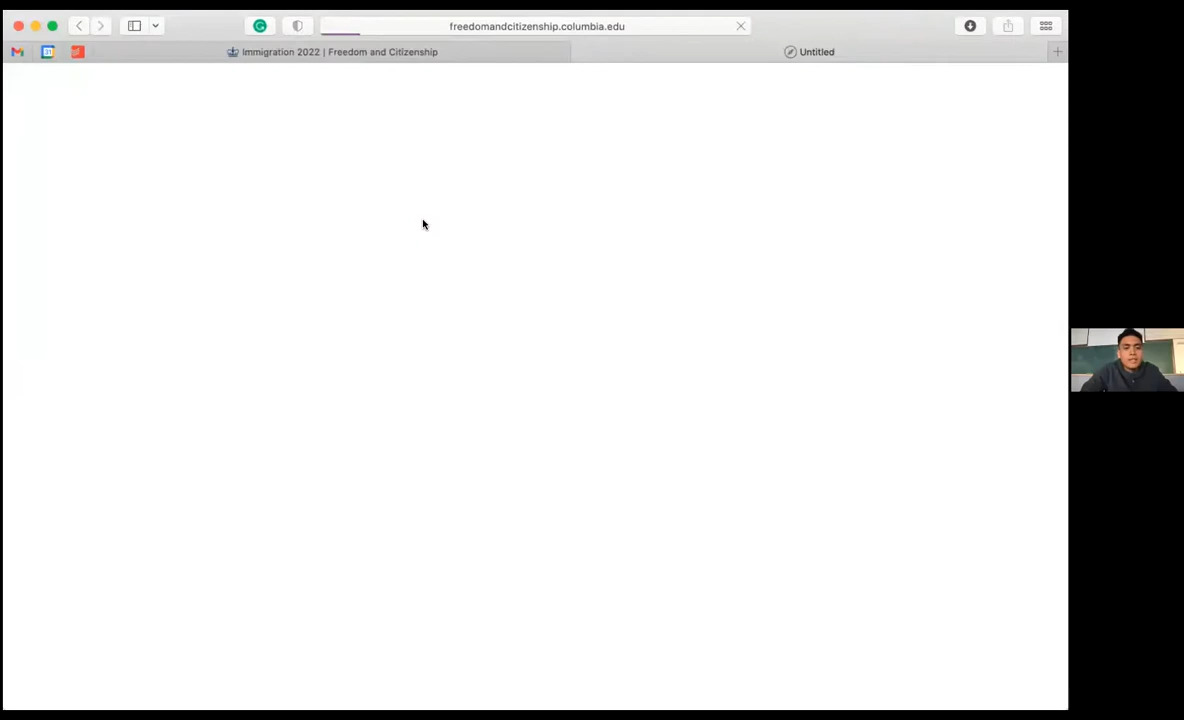 freedomandcitizenship.columbia.edu
Immigration 2022 | Freedom and Citizenship
Untitled